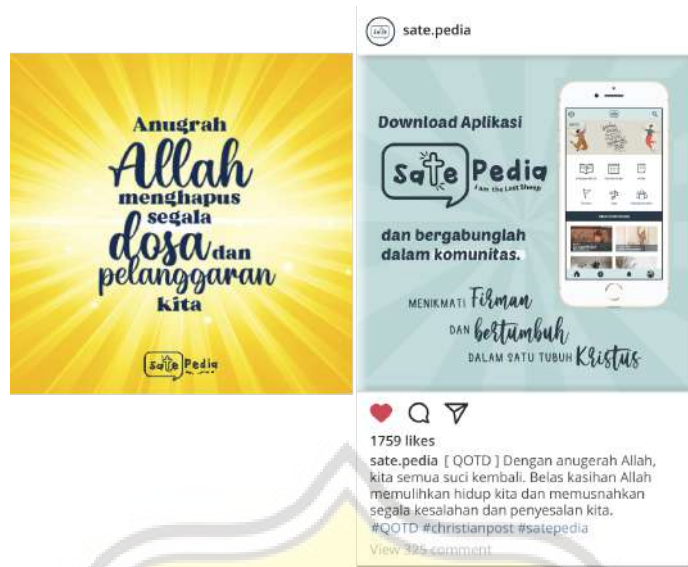 Anugrah
Allah
menghapus
segala
dosa dan
pelanggaran
kita
Sate Pedia
sate.pedia
Download Aplikasi
Sate Pedia
I am the Lost Sheep
dan bergabunglah
dalam komunitas.
MENIKMATI Firman
DAN bertumbuh
DALAM SATU TUBUH Kristus
1759 likes
sate.pedia [ QOTD ] Dengan anugerah Allah,
kita semua suci kembali. Belas kasihan Allah
memulihkan hidup kita dan memusnahkan
segala kesalahan dan penyesalan kita.
#QOTD #christianpost #satepedia
View 325 comment